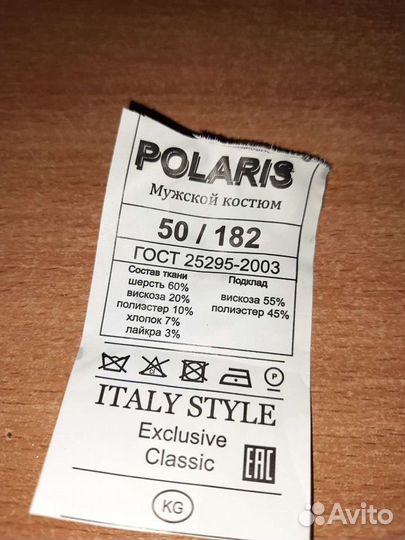 POLARIS
Мужской костюм
50 / 182
ГОСТ 25295-2003
Состав ткани
шерсть 60%
вискоза 20%
полиэстер 10%
хлопок 7%
лайкра 3%
Подклад
вискоза 55%
полиэстер 45%
P
ITALY STYLE
Exclusive
Classic
EAC
KG
Avito